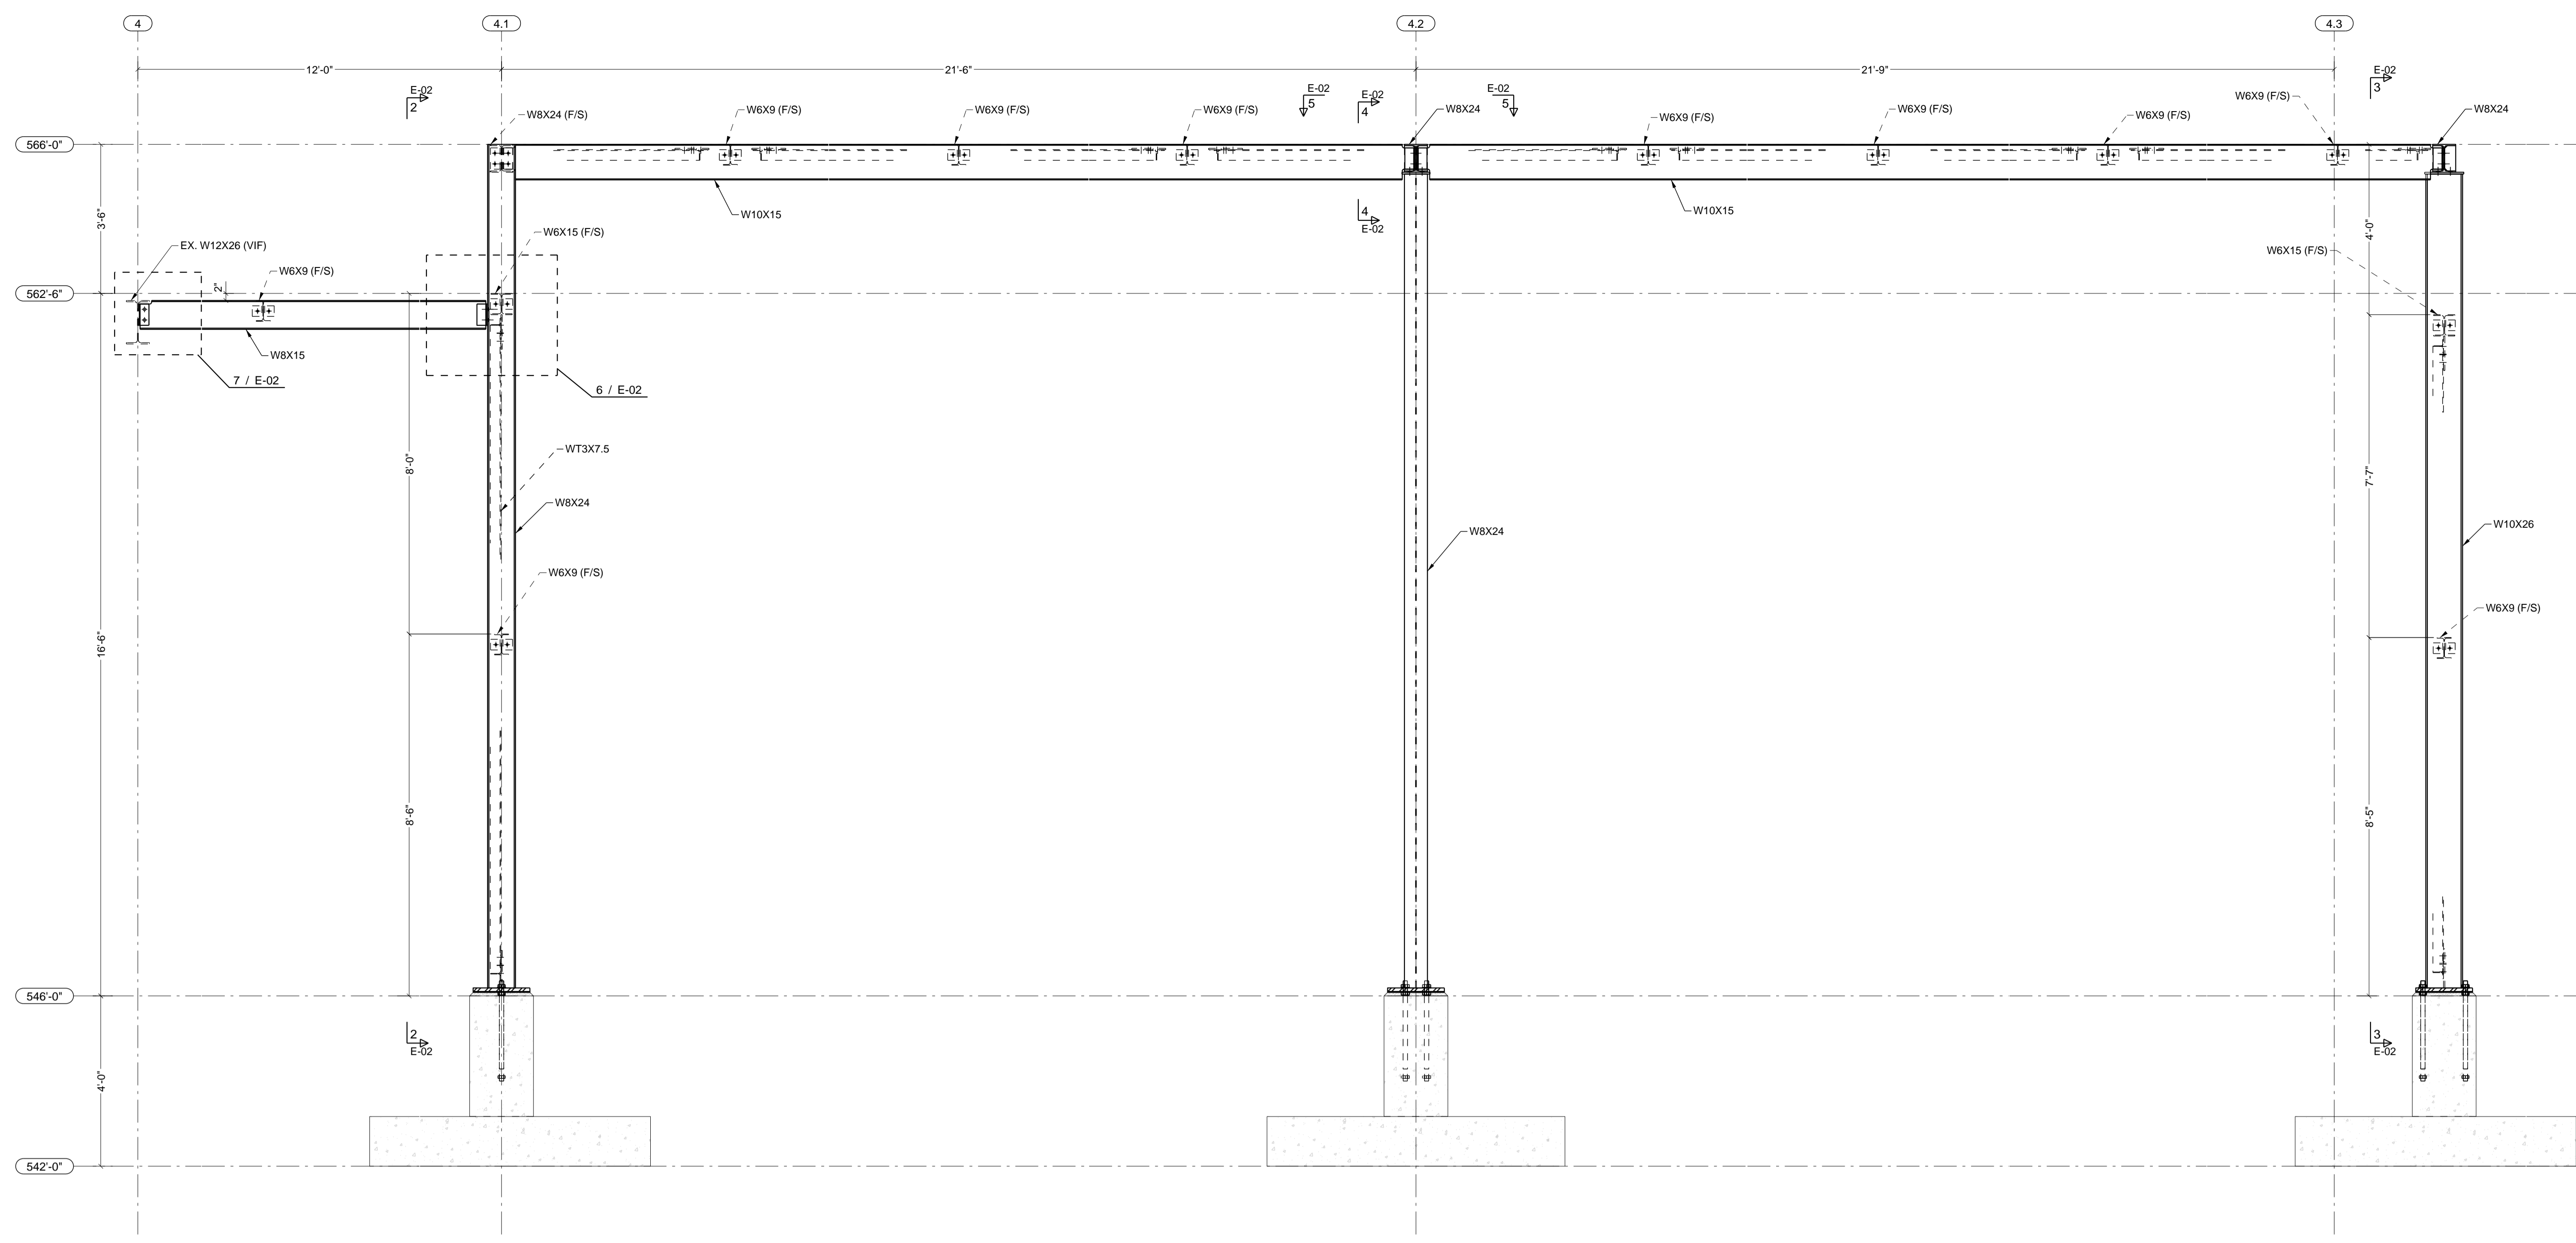 4
4.1
4.2
4.3
12'-0"
21'-6"
21'-9"
E-02
2
E-02
5
E-02
4
E-02
5
E-02
3
566'-0"
W8X24 (F/S)
W6X9 (F/S)
W6X9 (F/S)
W6X9 (F/S)
W8X24
W6X9 (F/S)
W6X9 (F/S)
W6X9 (F/S)
W6X9 (F/S)
W8X24
3'-6"
W10X15
4
E-02
W10X15
4'-0"
EX. W12X26 (VIF)
W6X15 (F/S)
W6X15 (F/S)
W6X9 (F/S)
2"
562'-6"
W8X15
7 / E-02
6 / E-02
WT3X7.5
8'-0"
7'-7"
W8X24
W8X24
W10X26
W6X9 (F/S)
W6X9 (F/S)
16'-6"
8'-6"
8'-5"
546'-0"
2
E-02
3
E-02
4'-0"
542'-0"